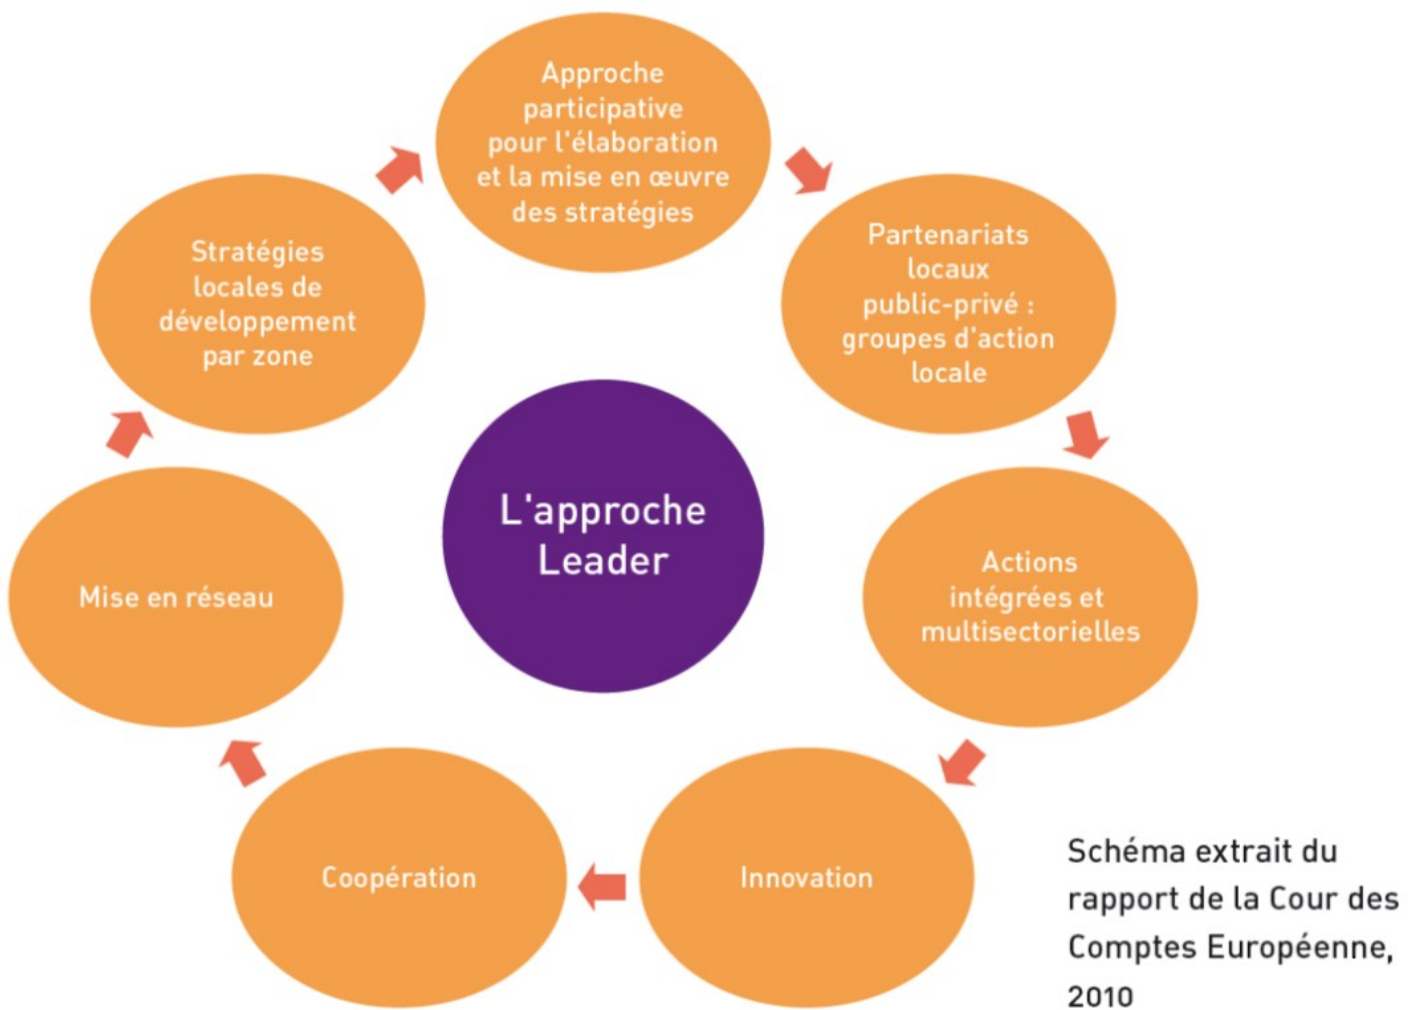 Approche
participative
pour l'élaboration
et la mise en œuvre
des stratégies
Partenariats
locaux
public-privé :
groupes d'action
locale
Actions
intégrées et
multisectorielles
Innovation
Coopération
Mise en réseau
Stratégies
locales de
développement
par zone
L'approche
Leader
Schéma extrait du
rapport de la Cour des
Comptes Européenne,
2010